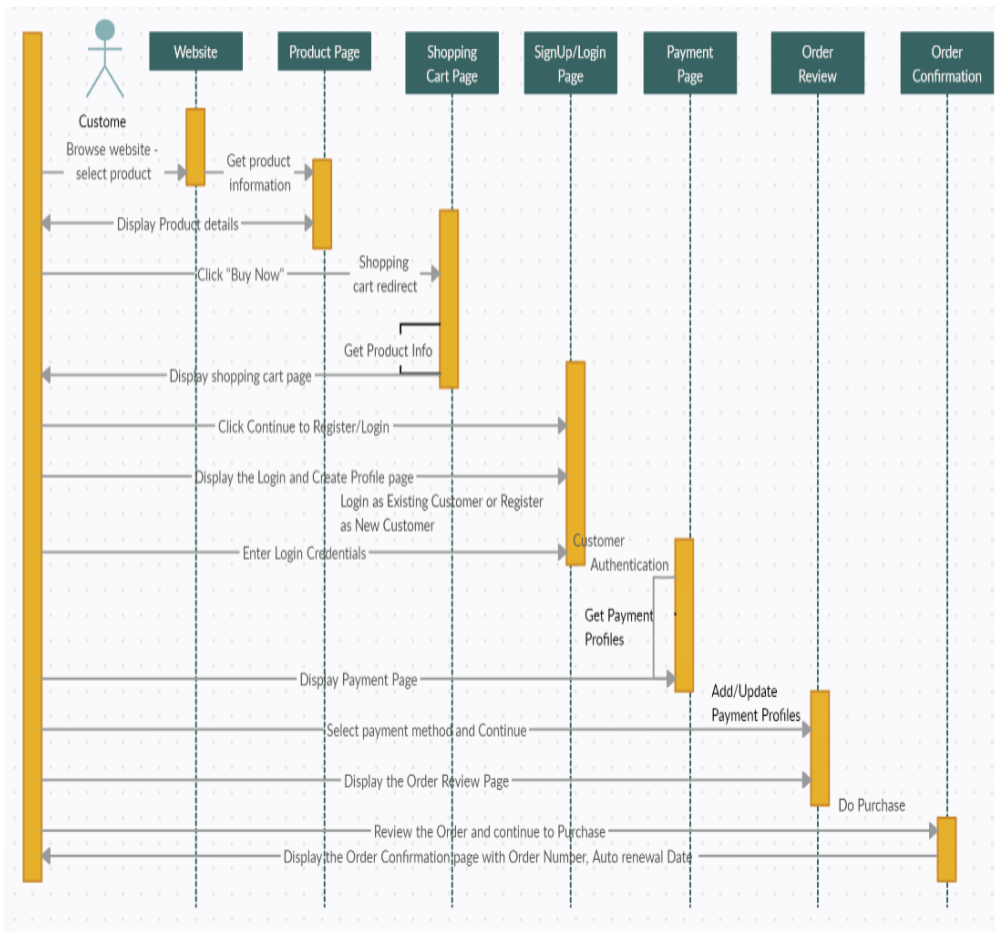 Website
Product Page
Shopping
Cart Page
SignUp/Login
Page
Payment
Page
Order
Review
Order
Confirmation
Custome
Browse website -
select product
Get product
information
Display Product details
Click "Buy Now"
Shopping
cart redirect
Get Product Info
Display shopping cart page
Click Continue to Register/Login
Display the Login and Create Profile page
Login as Existing Customer or Register
as New Customer
Enter Login Credentials
Customer
Authentication
Get Payment
Profiles
Display Payment Page
Add/Update
Payment Profiles
Select payment method and Continue
Display the Order Review Page
Do Purchase
Review the Order and continue to Purchase
Display the Order Confirmation page with Order Number, Auto renewal Date